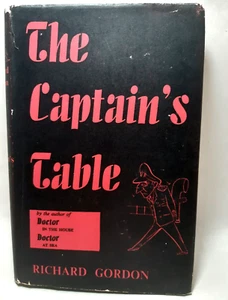 The
Captain's
Table
by the author of
Doctor
IN THE HOUSE
Doctor
AT SEA
RICHARD GORDON